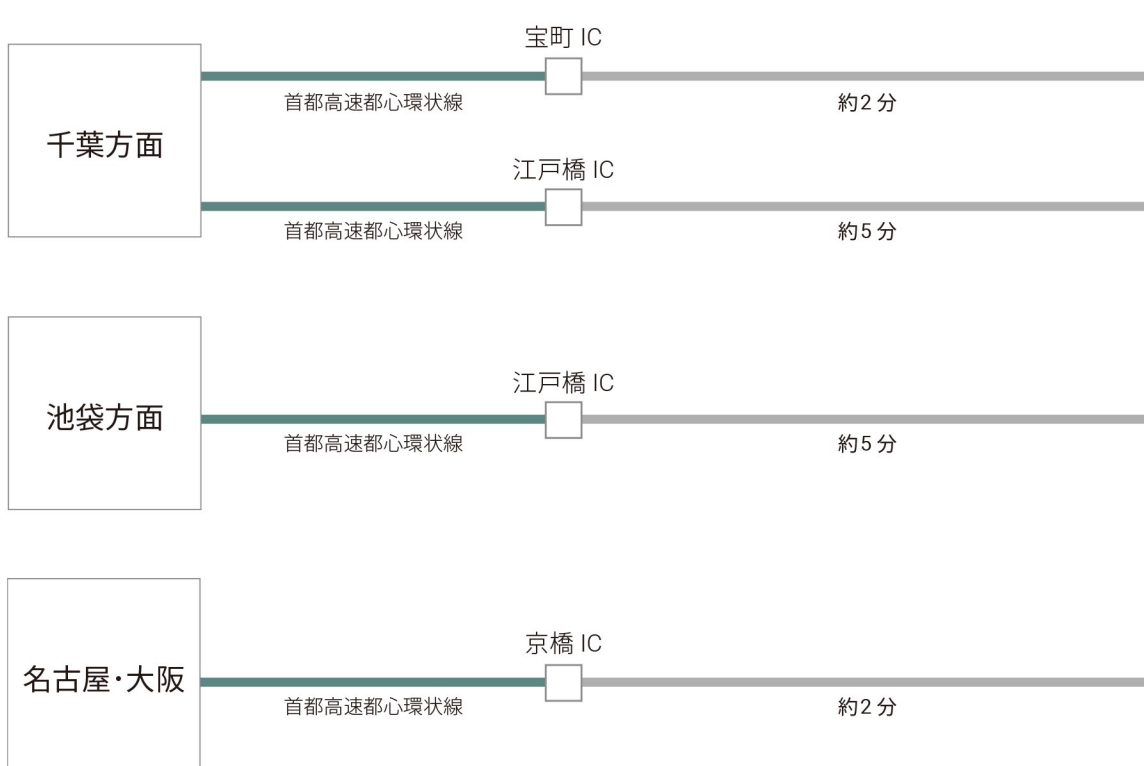 宝町 IC
千葉方面
首都高速都心環状線
約2 分
江戸橋 IC
首都高速都心環状線
約5 分
江戸橋 IC
池袋方面
首都高速都心環状線
約5 分
京橋 IC
名古屋・大阪
首都高速都心環状線
約2 分